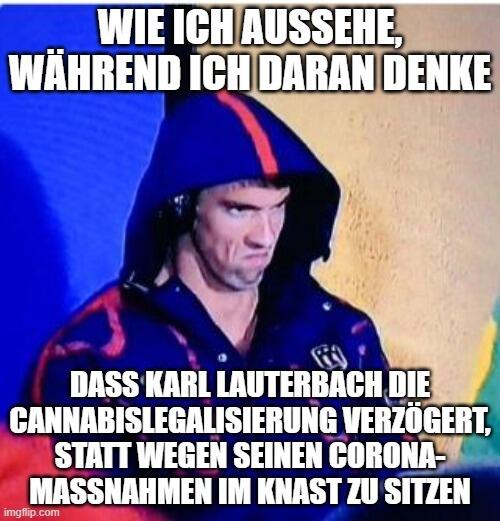 WIE ICH AUSSEHE,
WÄHREND ICH DARAN DENKE
DASS KARL LAUTERBACH DIE
CANNABISLEGALISIERUNG VERZÖGERT,
STATT WEGEN SEINEN CORONA-
MASSNAHMEN IM KNAST ZU SITZEN
imgflip.com